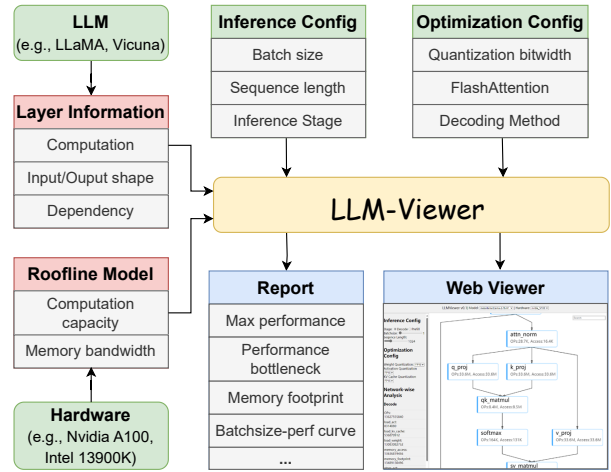 LLM
(e.g., LLaMA, Vicuna)
Layer Information
Computation
Input/Ouput shape
Dependency
Roofline Model
Computation
capacity
Memory bandwidth
Hardware
(e.g., Nvidia A100,
Intel 13900K)
Inference Config
Batch size
Sequence length
Inference Stage
Optimization Config
Quantization bitwidth
FlashAttention
Decoding Method
LLM-Viewer
Report
Max performance
Performance
bottleneck
Memory footprint
Batchsize-perf curve
...
Web Viewer
Inference Config
Optimization
Config
Network-wise
Analysis
Decode
attn_norm
q_proj
k_proj
qk_matmul
softmax
v_proj
sv_matmul